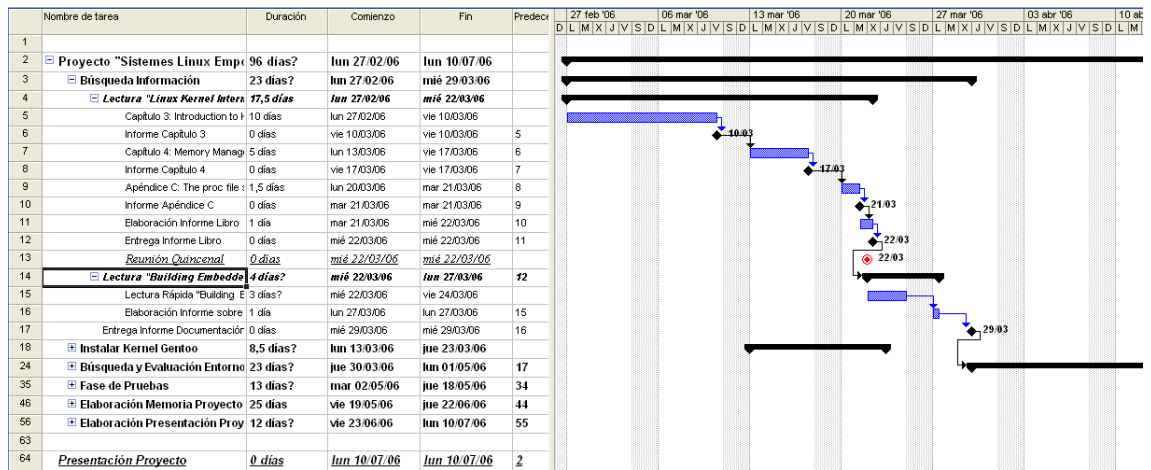 Nombre de tarea Duración Comienzo Fin Predece 27 feb '06 06 mar '06 13 mar '06 20 mar '06 27 mar '06 03 abr '06 10 ab
D L M X J V S D L M X J V S D L M X J V S D L M X J V S D L M X J V S D L M X J V S D L M
1
2 Proyecto "Sistemes Linux Emp 96 días? lun 27/02/06 lun 10/07/06
3 Búsqueda Información 23 días? lun 27/02/06 mié 29/03/06
4 Lectura "Linux Kernel Intern 17,5 días lun 27/02/06 mié 22/03/06
5 Capítulo 3: Introduction to 10 días lun 27/02/06 vie 10/03/06
6 Informe Capítulo 3 0 días vie 10/03/06 vie 10/03/06 5 10/03
7 Capítulo 4: Memory Manag 5 días lun 13/03/06 vie 17/03/06 6
8 Informe Capítulo 4 0 días vie 17/03/06 vie 17/03/06 7 17/03
9 Apéndice C: The proc file 1,5 días lun 20/03/06 mar 21/03/06 8
10 Informe Apéndice C 0 días mar 21/03/06 mar 21/03/06 9 21/03
11 Elaboración Informe Libro 1 día mar 21/03/06 mié 22/03/06 10
12 Entrega Informe Libro 0 días mié 22/03/06 mié 22/03/06 11 22/03
13 Reunión Quincenal 0 días mié 22/03/06 mié 22/03/06 22/03
14 Lectura "Building Embedde 4 días? mié 22/03/06 lun 27/03/06 12
15 Lectura Rápida "Building E 3 días? mié 22/03/06 vie 24/03/06
16 Elaboración Informe sobre 1 día lun 27/03/06 lun 27/03/06 15
17 Entrega Informe Documentación 0 días mié 29/03/06 mié 29/03/06 16 29/03
18 Instalar Kernel Gentoo 8,5 días? lun 13/03/06 jue 23/03/06
24 Búsqueda y Evaluación Entorno 23 días? jue 30/03/06 lun 01/05/06 17
35 Fase de Pruebas 13 días? mar 02/05/06 jue 18/05/06 34
46 Elaboración Memoria Proyecto 25 días vie 19/05/06 jue 22/06/06 44
56 Elaboración Presentación Proy 12 días? vie 23/06/06 lun 10/07/06 55
63
64 Presentación Proyecto 0 días lun 10/07/06 lun 10/07/06 2